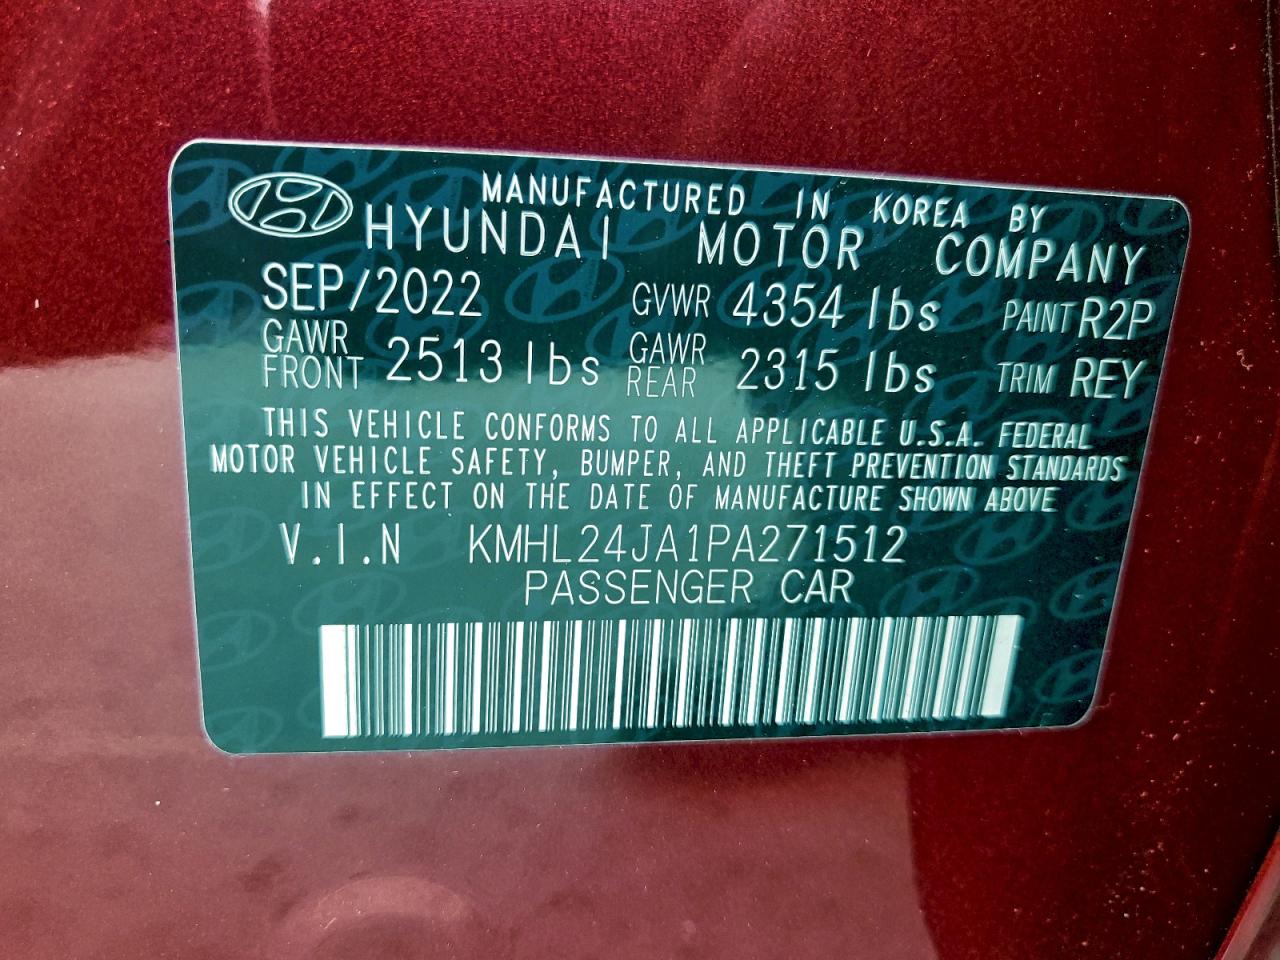 MANUFACTURED IN KOREA BY
HYUNDAI MOTOR COMPANY
SEP/2022 GVWR 4354 lbs PAINT R2P
GAWR FRONT 2513 lbs GAWR REAR 2315 lbs TRIM REY
THIS VEHICLE CONFORMS TO ALL APPLICABLE U.S.A. FEDERAL
MOTOR VEHICLE SAFETY, BUMPER, AND THEFT PREVENTION STANDARDS
IN EFFECT ON THE DATE OF MANUFACTURE SHOWN ABOVE
V.I.N KMHL24JA1PA271512
PASSENGER CAR